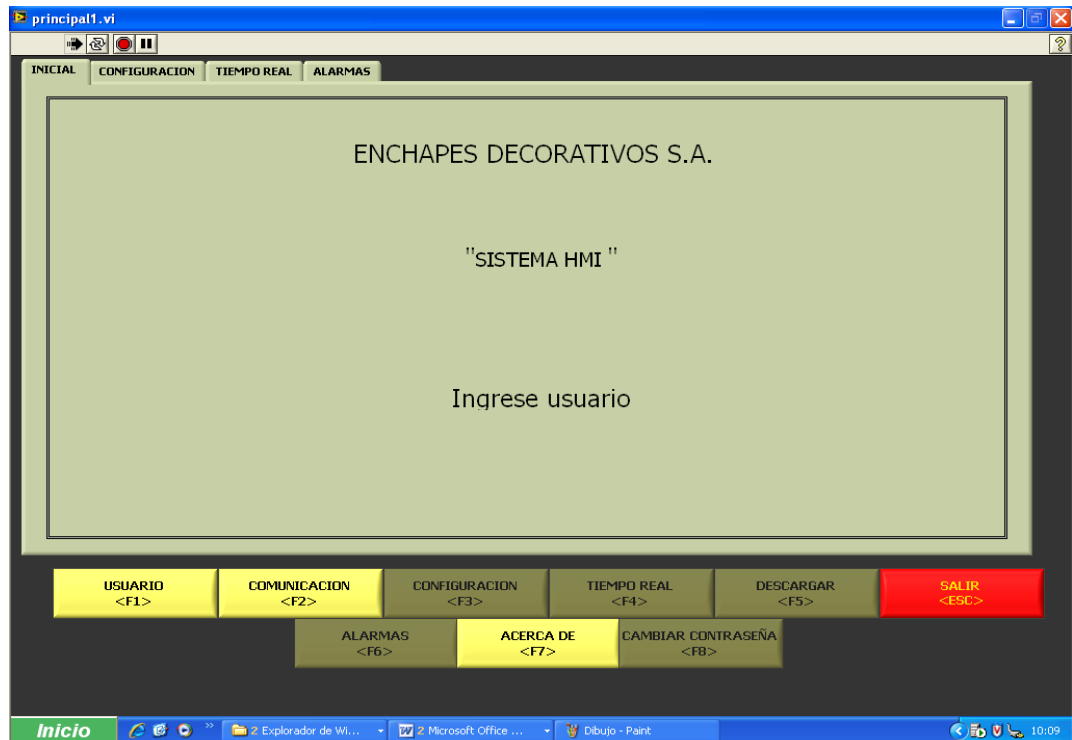 principal1.vi
INICIAL CONFIGURACION TIEMPO REAL ALARMAS
ENCHAPES DECORATIVOS S.A.
"SISTEMA HMI "
Ingrese usuario
USUARIO COMUNICACION CONFIGURACION TIEMPO REAL DESCARGAR SALIR
<F1> <F2> <F3> <F4> <F5> <ESC>
ALARMAS ACERCA DE CAMBIAR CONTRASEÑA
<F6> <F7> <F8>
Inicio 2 Explorador de Wi... 2 Microsoft Office ... Dibujo - Paint 10:09